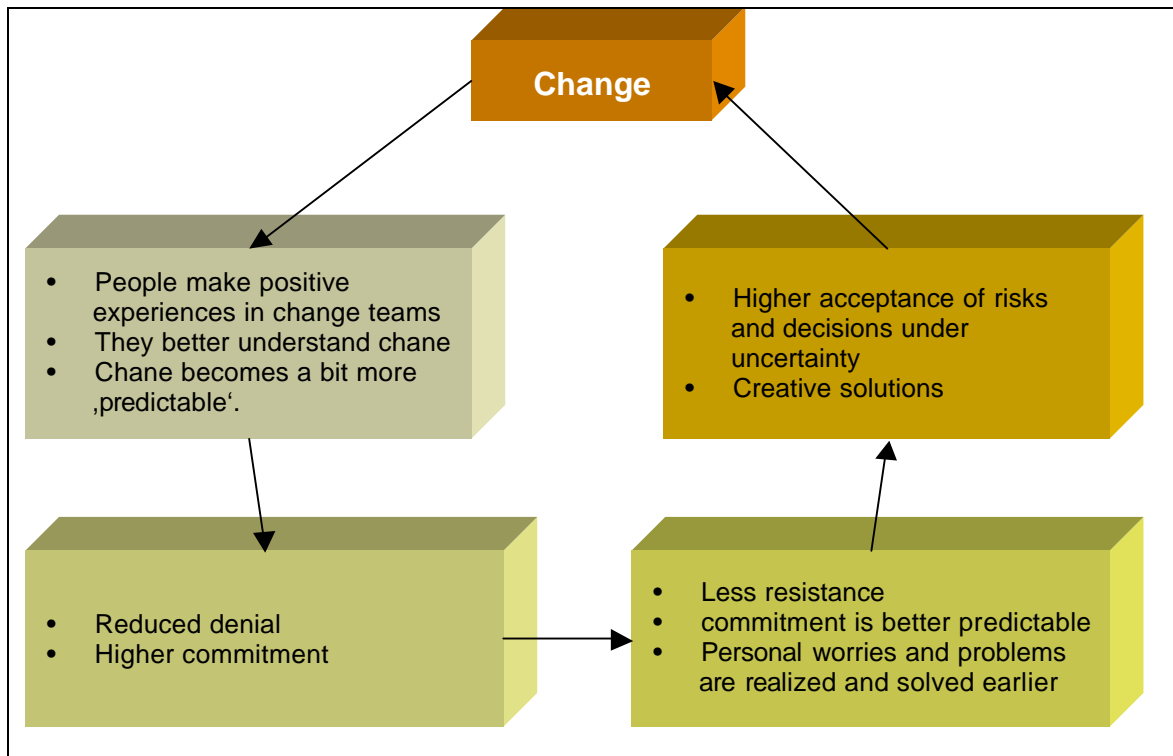 Change
• People make positive
experiences in change teams
• They better understand chane
• Chane becomes a bit more
‚predictable‘.
• Higher acceptance of risks
and decisions under
uncertainty
• Creative solutions
• Reduced denial
• Higher commitment
• Less resistance
• commitment is better predictable
• Personal worries and problems
are realized and solved earlier